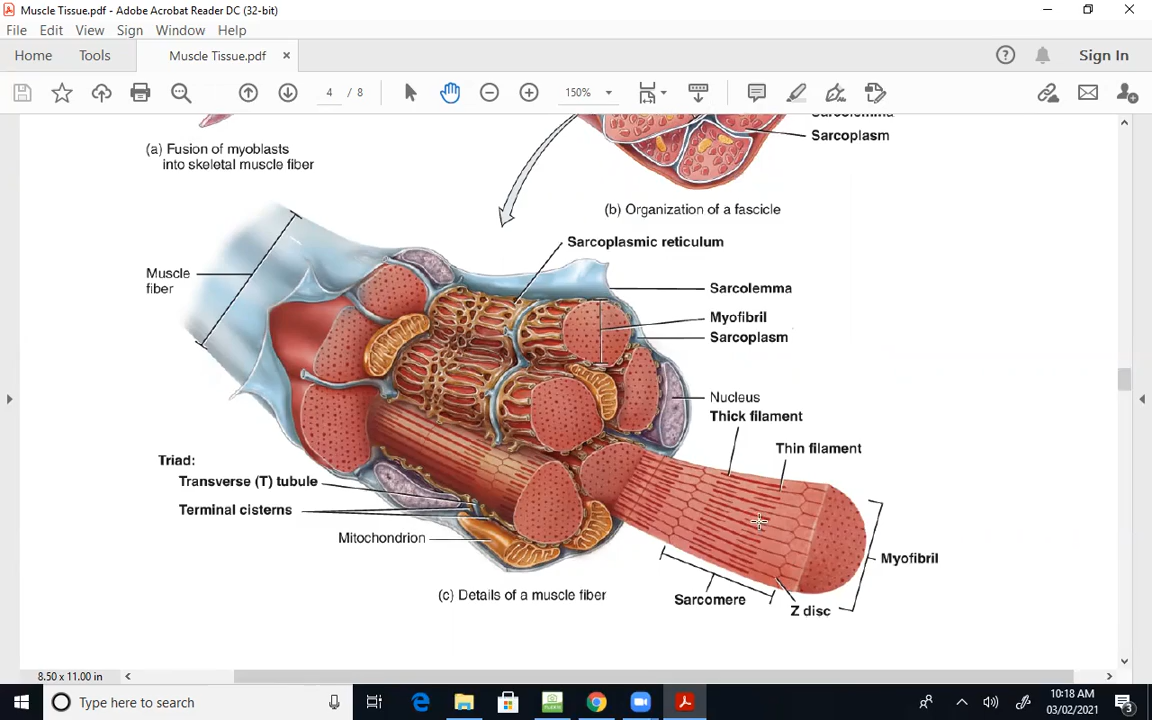 Muscle Tissue.pdf - Adobe Acrobat Reader DC (32-bit)
File Edit View Sign Window Help
Home Tools Muscle Tissue.pdf × Sign In
4 / 8 150%
Sarcolemma
Sarcoplasm
(a) Fusion of myoblasts
into skeletal muscle fiber
(b) Organization of a fascicle
Sarcoplasmic reticulum
Muscle
fiber
Sarcolemma
Myofibril
Sarcoplasm
Nucleus
Thick filament
Thin filament
Triad:
Transverse (T) tubule
Terminal cisterns
Mitochondrion
Myofibril
Sarcomere
Z disc
(c) Details of a muscle fiber
8.50 x 11.00 in
Type here to search
10:18 AM
03/02/2021
3